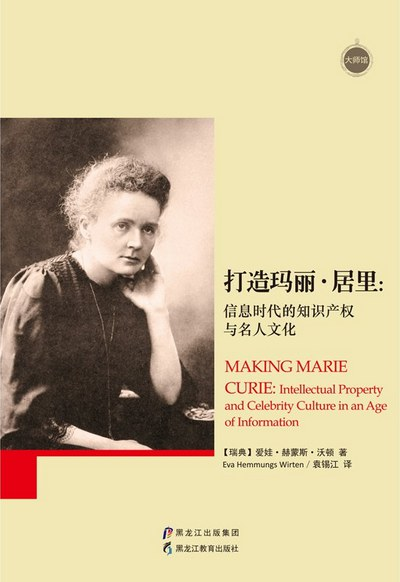 大师馆
打造玛丽·居里:
信息时代的知识产权
与名人文化
MAKING MARIE
CURIE: Intellectual Property
and Celebrity Culture in an Age
of Information
【瑞典】爱娃·赫蒙斯·沃顿 著
Eva Hemmungs Wirten / 袁锡江 译
黑龙江出版集团
黑龙江教育出版社